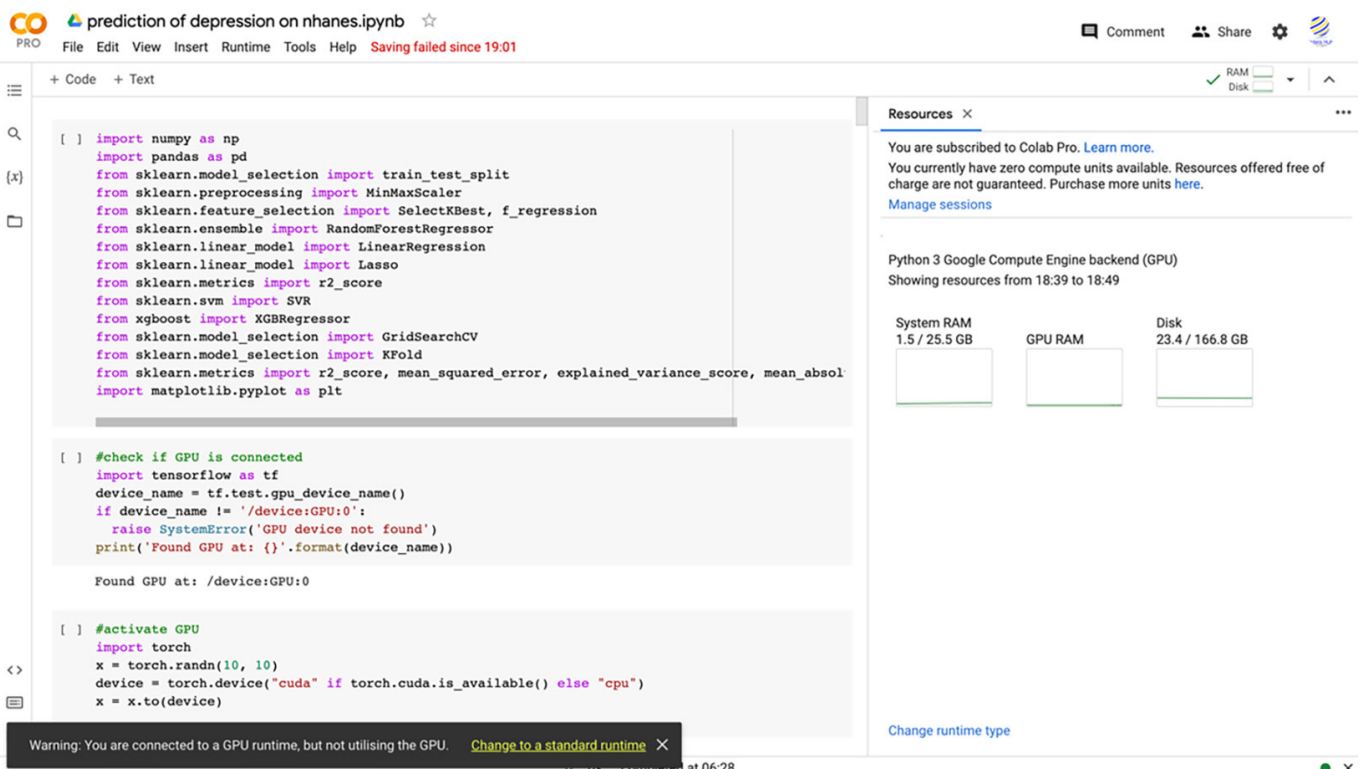 CO
PRO
prediction of depression on nhanes.ipynb
File Edit View Insert Runtime Tools Help Saving failed since 19:01
Comment Share
+ Code + Text
RAM
Disk
{x}
[ ] import numpy as np
import pandas as pd
from sklearn.model_selection import train_test_split
from sklearn.preprocessing import MinMaxScaler
from sklearn.feature_selection import SelectKBest, f_regression
from sklearn.ensemble import RandomForestRegressor
from sklearn.linear_model import LinearRegression
from sklearn.linear_model import Lasso
from sklearn.metrics import r2_score
from sklearn.svm import SVR
from xgboost import XGBRegressor
from sklearn.model_selection import GridSearchCV
from sklearn.model_selection import KFold
from sklearn.metrics import r2_score, mean_squared_error, explained_variance_score, mean_absol
import matplotlib.pyplot as plt
[ ] #check if GPU is connected
import tensorflow as tf
device_name = tf.test.gpu_device_name()
if device_name != '/device:GPU:0':
raise SystemError('GPU device not found')
print('Found GPU at: {}'.format(device_name))
Found GPU at: /device:GPU:0
[ ] #activate GPU
import torch
x = torch.randn(10, 10)
device = torch.device("cuda" if torch.cuda.is_available() else "cpu")
x = x.to(device)
Resources
You are subscribed to Colab Pro. Learn more.
You currently have zero compute units available. Resources offered free of
charge are not guaranteed. Purchase more units here.
Manage sessions
Python 3 Google Compute Engine backend (GPU)
Showing resources from 18:39 to 18:49
System RAM
1.5 / 25.5 GB
GPU RAM
Disk
23.4 / 166.8 GB
Change runtime type
Warning: You are connected to a GPU runtime, but not utilising the GPU. Change to a standard runtime
at 06:28